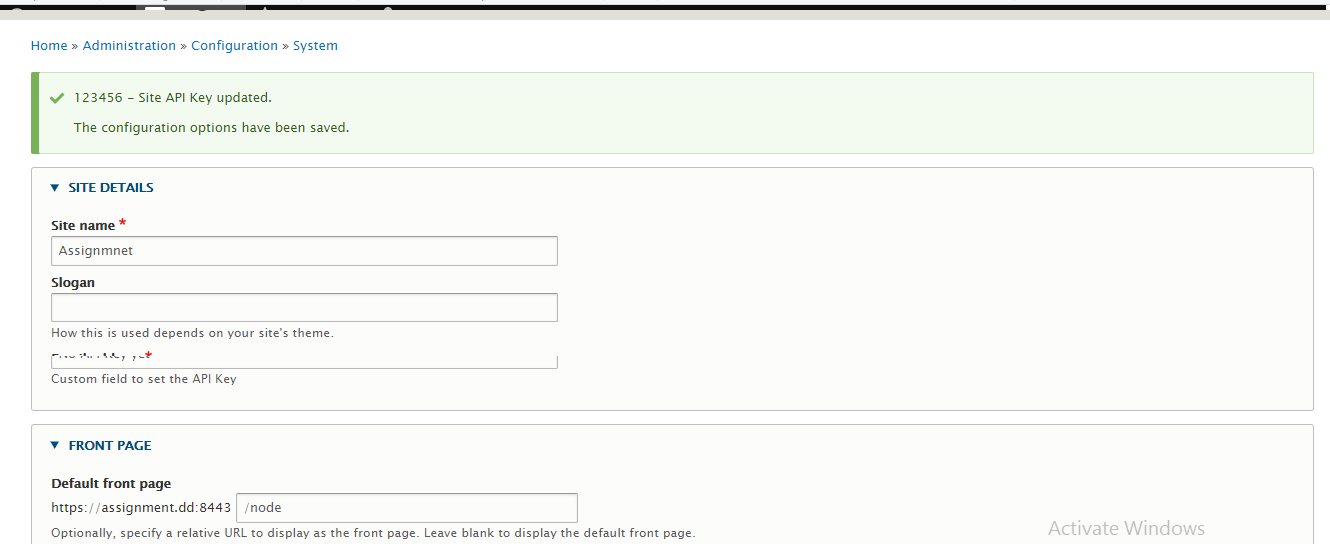 Home » Administration » Configuration » System
123456 – Site API Key updated.
The configuration options have been saved.
SITE DETAILS
Site name *
Assignmnet
Slogan
How this is used depends on your site's theme.
*
Custom field to set the API Key
FRONT PAGE
Default front page
https://assignment.dd:8443 /node
Optionally, specify a relative URL to display as the front page. Leave blank to display the default front page.
Activate Windows